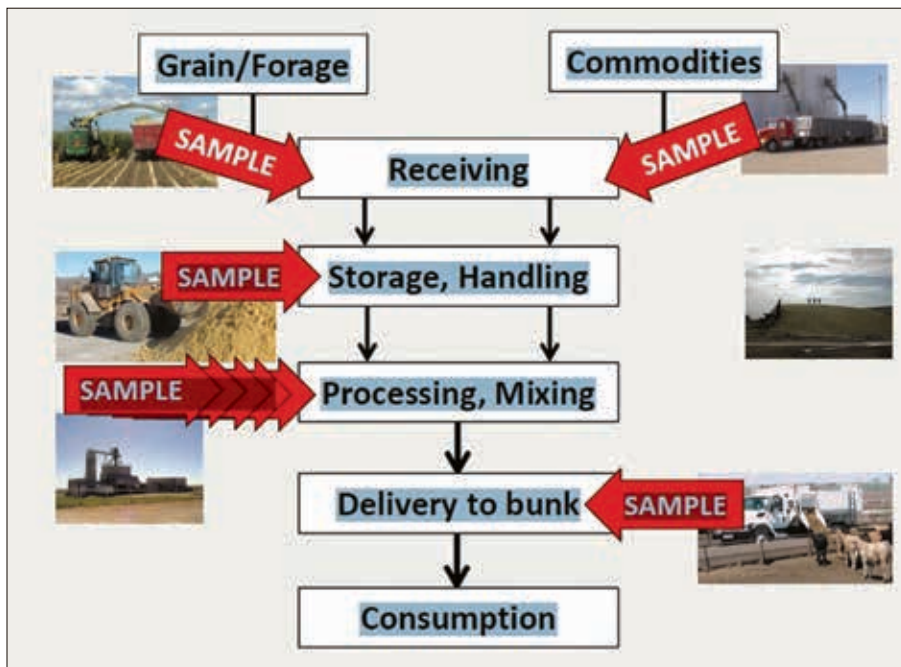 Grain/Forage
Commodities
SAMPLE
SAMPLE
Receiving
SAMPLE
Storage, Handling
SAMPLE
Processing, Mixing
Delivery to bunk
SAMPLE
Consumption